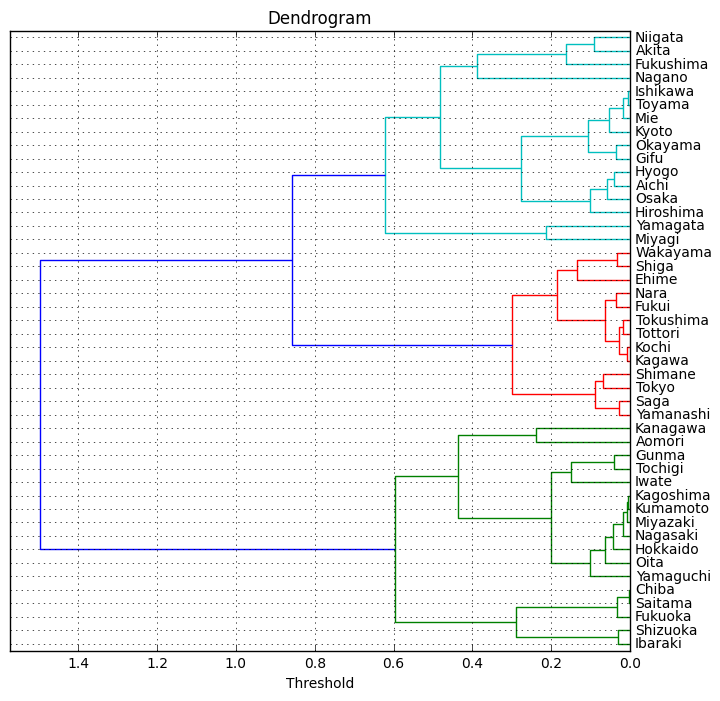 Dendrogram
Niigata
Akita
Fukushima
Nagano
Ishikawa
Toyama
Mie
Kyoto
Okayama
Gifu
Hyogo
Aichi
Osaka
Hiroshima
Yamagata
Miyagi
Wakayama
Shiga
Ehime
Nara
Fukui
Tokushima
Tottori
Kochi
Kagawa
Shimane
Tokyo
Saga
Yamanashi
Kanagawa
Aomori
Gunma
Tochigi
Iwate
Kagoshima
Kumamoto
Miyazaki
Nagasaki
Hokkaido
Oita
Yamaguchi
Chiba
Saitama
Fukuoka
Shizuoka
Ibaraki
1.4 1.2 1.0 0.8 0.6 0.4 0.2 0.0
Threshold